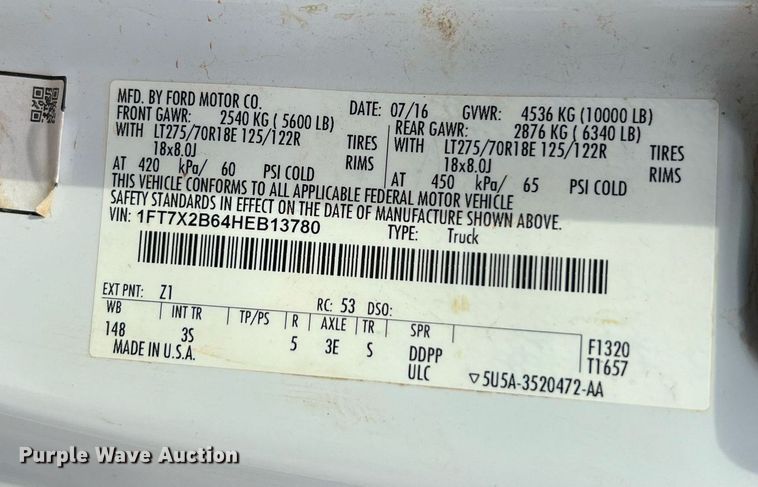 MFD. BY FORD MOTOR CO. DATE: 07/16 GVWR: 4536 KG (10000 LB)
FRONT GAWR: 2540 KG ( 5600 LB) REAR GAWR: 2876 KG ( 6340 LB)
WITH LT275/70R18E 125/122R TIRES WITH LT275/70R18E 125/122R TIRES
18x8.0J RIMS 18x8.0J RIMS
AT 420 kPa/ 60 PSI COLD AT 450 kPa/ 65 PSI COLD
THIS VEHICLE CONFORMS TO ALL APPLICABLE FEDERAL MOTOR VEHICLE
SAFETY STANDARDS IN EFFECT ON THE DATE OF MANUFACTURE SHOWN ABOVE.
VIN: 1FT7X2B64HEB13780 TYPE: Truck
EXT PNT: Z1 RC: 53 DSO:
WB INT TR TP/PS R AXLE TR SPR
148 3S 5 3E S DDPP F1320
MADE IN U.S.A. ULC T1657
▽5U5A-3520472-AA
Purple Wave Auction